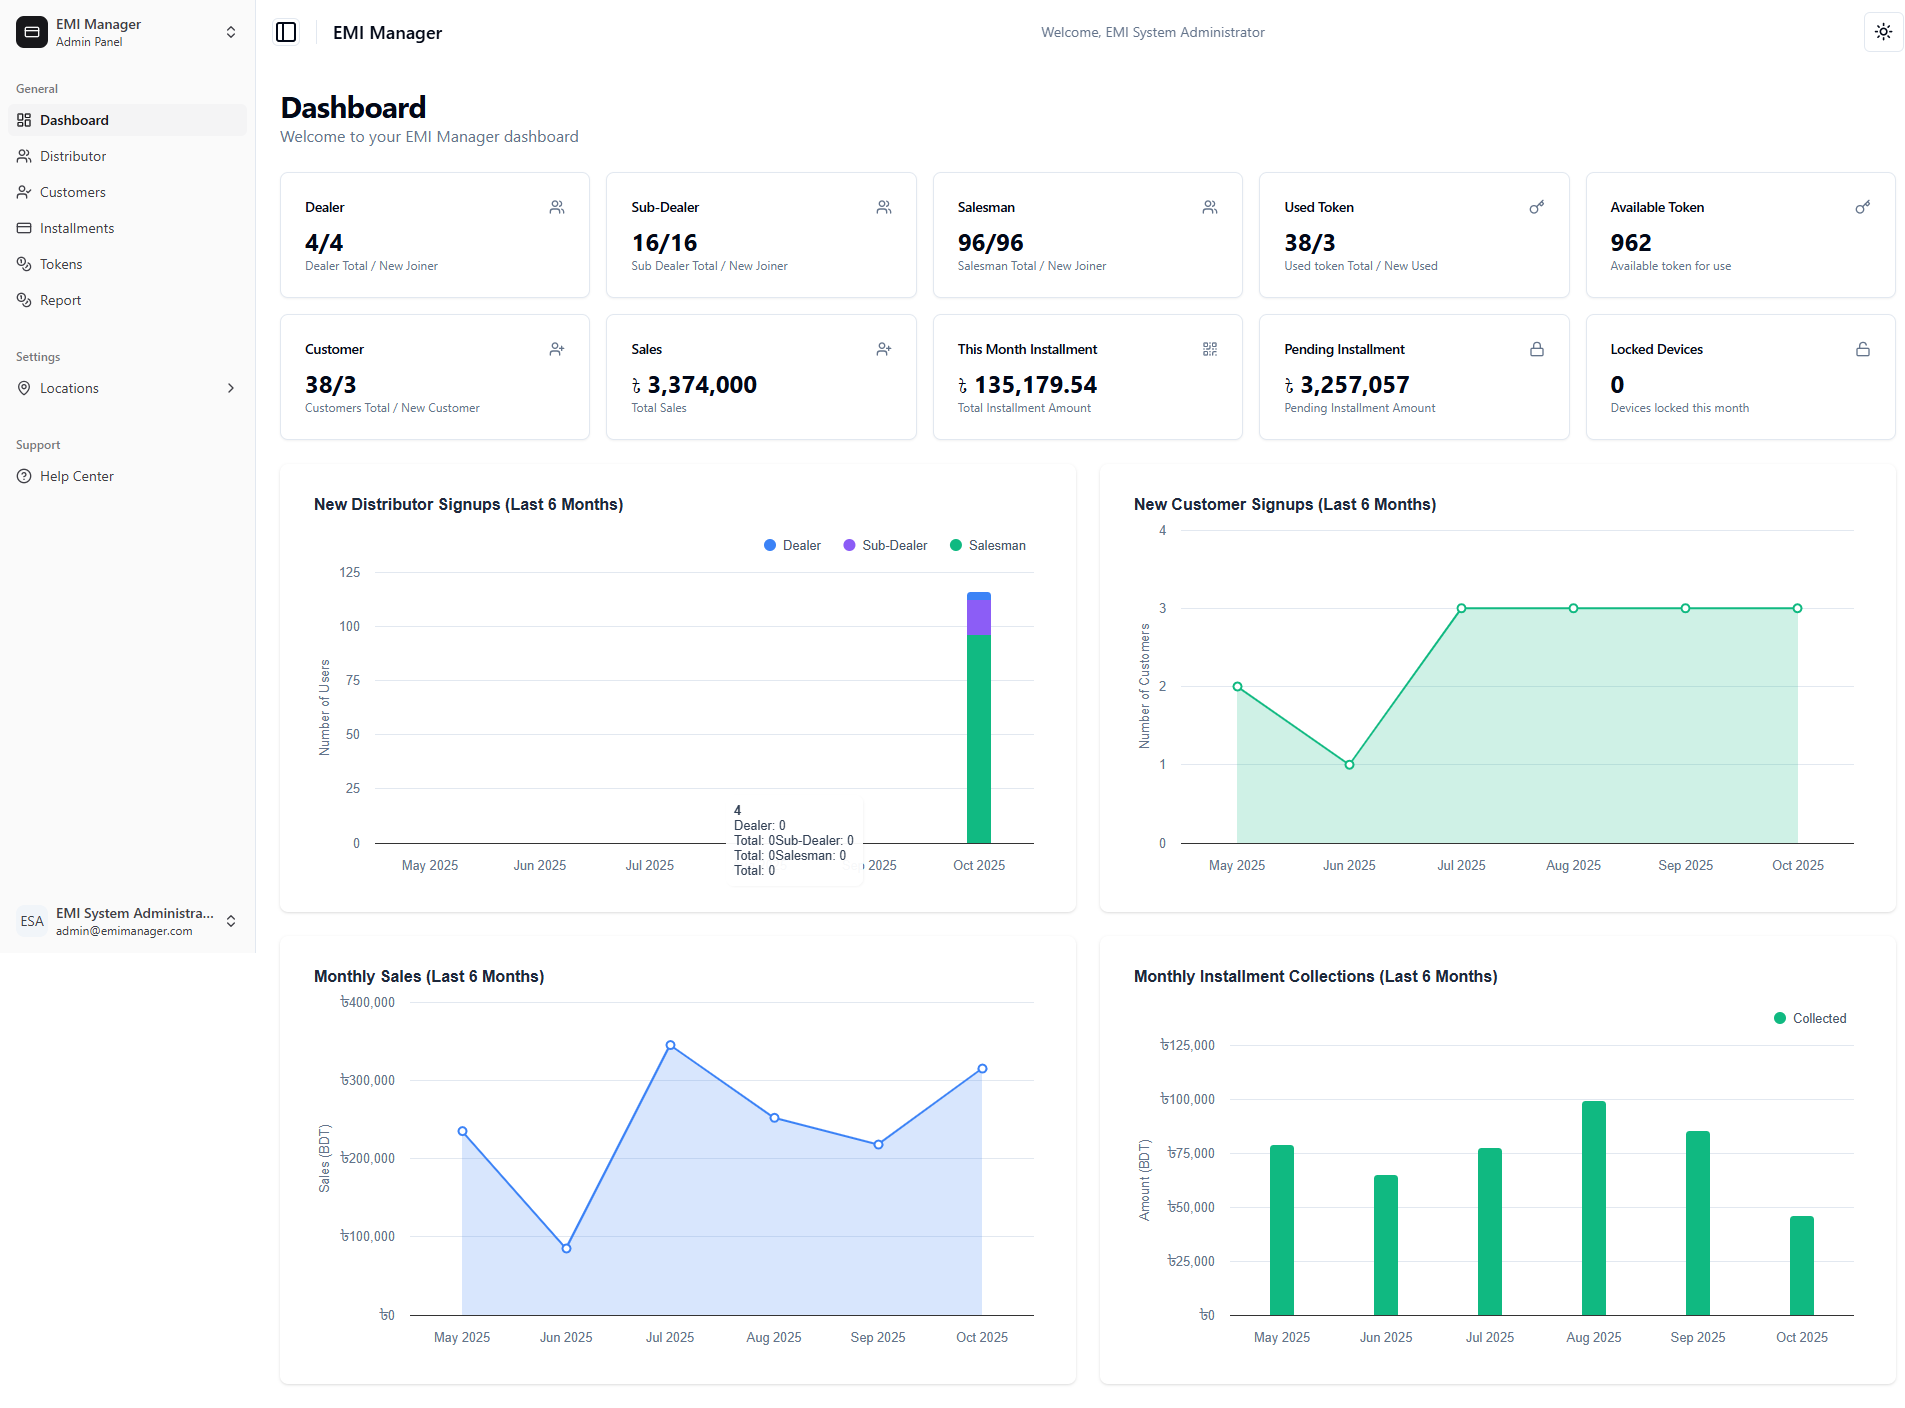 EMI Manager
Admin Panel
General
Dashboard
Distributor
Customers
Installments
Tokens
Report
Settings
Locations
Support
Help Center
ESA
EMI System Administra...
admin@emimanager.com
EMI Manager
Welcome, EMI System Administrator
Dashboard
Welcome to your EMI Manager dashboard
Dealer
4/4
Dealer Total / New Joiner
Sub-Dealer
16/16
Sub Dealer Total / New Joiner
Salesman
96/96
Salesman Total / New Joiner
Used Token
38/3
Used token Total / New Used
Available Token
962
Available token for use
Customer
38/3
Customers Total / New Customer
Sales
৳ 3,374,000
Total Sales
This Month Installment
৳ 135,179.54
Total Installment Amount
Pending Installment
৳ 3,257,057
Pending Installment Amount
Locked Devices
0
Devices locked this month
New Distributor Signups (Last 6 Months)
Dealer Sub-Dealer Salesman
125
100
75
50
25
0
Number of Users
4
Dealer: 0
Total: 0Sub-Dealer: 0
Total: 0Salesman: 0
Total: 0
May 2025 Jun 2025 Jul 2025 2025 Oct 2025
New Customer Signups (Last 6 Months)
4
3
2
1
0
Number of Customers
May 2025 Jun 2025 Jul 2025 Aug 2025 Sep 2025 Oct 2025
Monthly Sales (Last 6 Months)
৳400,000
৳300,000
৳200,000
৳100,000
৳0
Sales (BDT)
May 2025 Jun 2025 Jul 2025 Aug 2025 Sep 2025 Oct 2025
Monthly Installment Collections (Last 6 Months)
Collected
৳125,000
৳100,000
৳75,000
৳50,000
৳25,000
৳0
Amount (BDT)
May 2025 Jun 2025 Jul 2025 Aug 2025 Sep 2025 Oct 2025